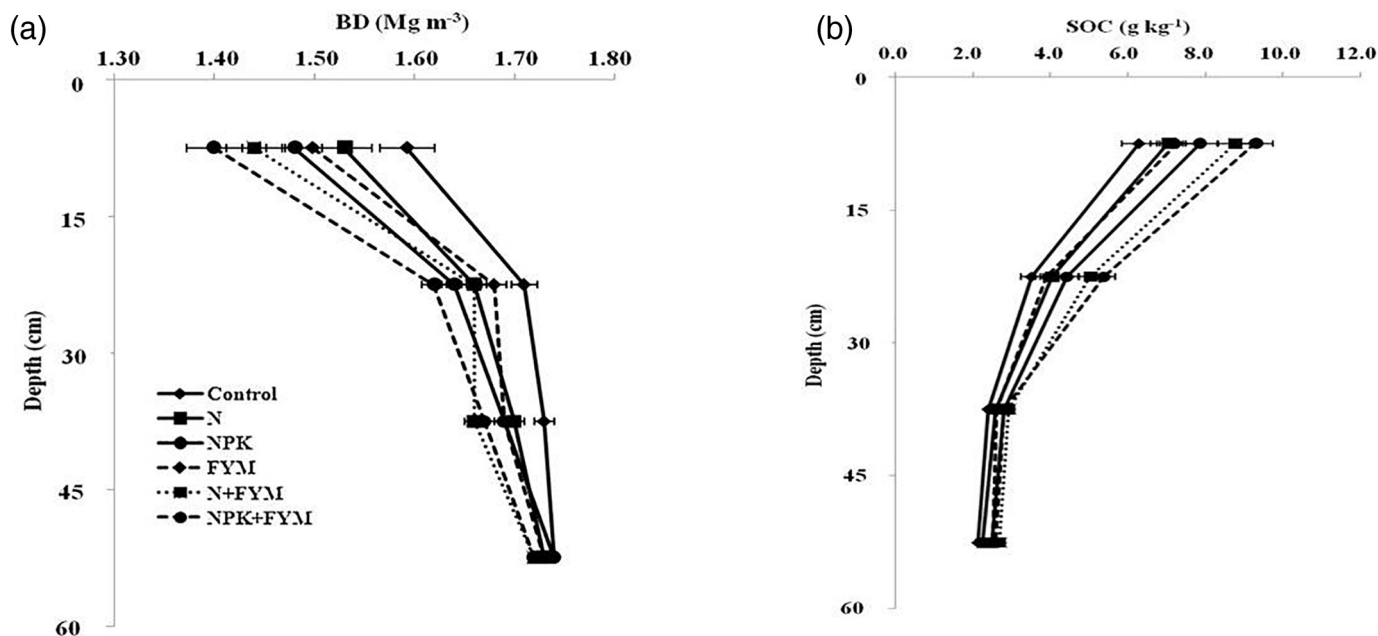 (a)
BD (Mg m-3)
1.30 1.40 1.50 1.60 1.70 1.80
0
15
30
45
60
Depth (cm)
Control
N
NPK
FYM
N+FYM
NPK+FYM
(b)
SOC (g kg-1)
0.0 2.0 4.0 6.0 8.0 10.0 12.0
0
15
30
45
60
Depth (cm)